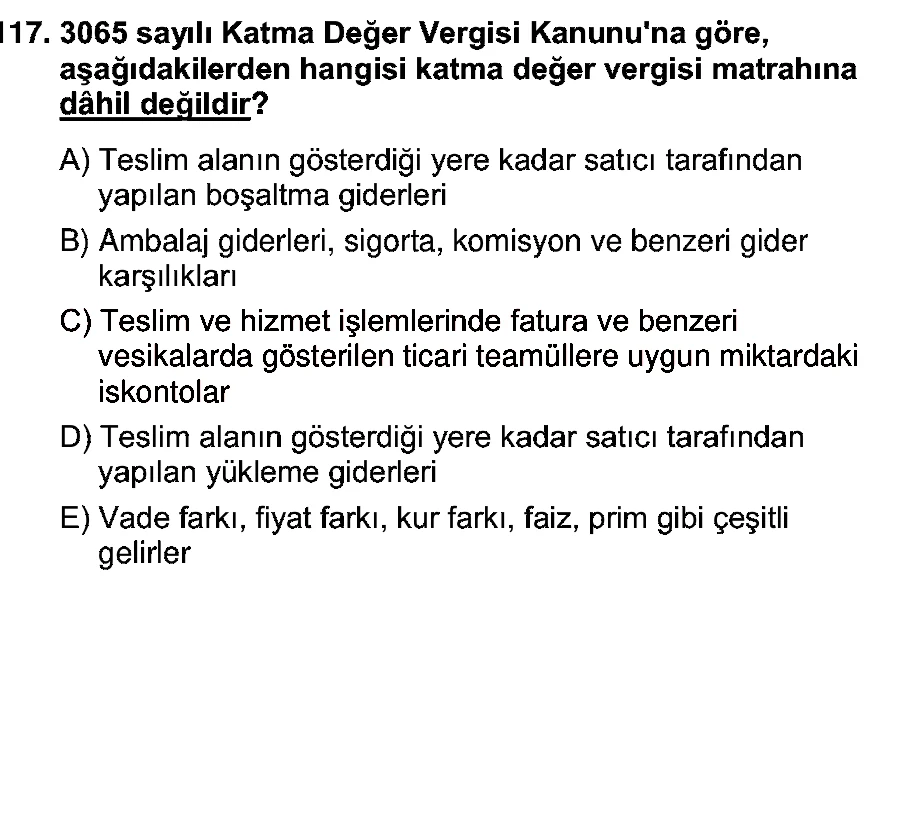 117. 3065 sayılı Katma Değer Vergisi Kanunu'na göre,
aşağıdakilerden hangisi katma değer vergisi matrahına
dâhil değildir?
A) Teslim alanın gösterdiği yere kadar satıcı tarafından
yapılan boşaltma giderleri
B) Ambalaj giderleri, sigorta, komisyon ve benzeri gider
karşılıkları
C) Teslim ve hizmet işlemlerinde fatura ve benzeri
vesikalarda gösterilen ticari teamüllere uygun miktardaki
iskontolar
D) Teslim alanın gösterdiği yere kadar satıcı tarafından
yapılan yükleme giderleri
E) Vade farkı, fiyat farkı, kur farkı, faiz, prim gibi çeşitli
gelirler